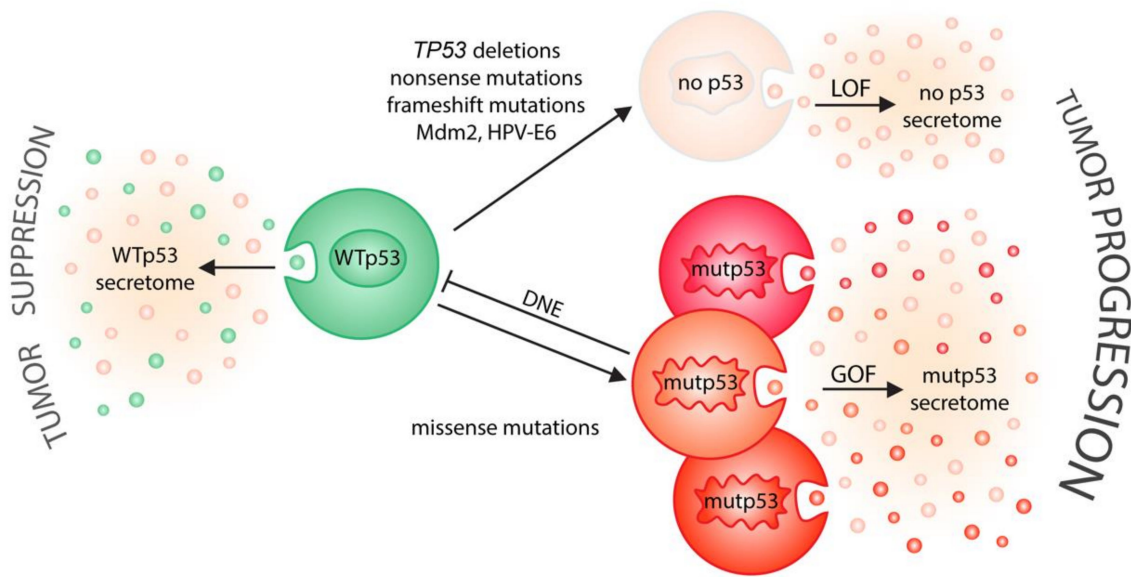 TUMOR SUPPRESSION
WTp53
secretome
WTp53
TP53 deletions
nonsense mutations
frameshift mutations
Mdm2, HPV-E6
no p53
LOF
no p53
secretome
DNE
missense mutations
mutp53
mutp53
mutp53
GOF
mutp53
secretome
TUMOR PROGRESSION